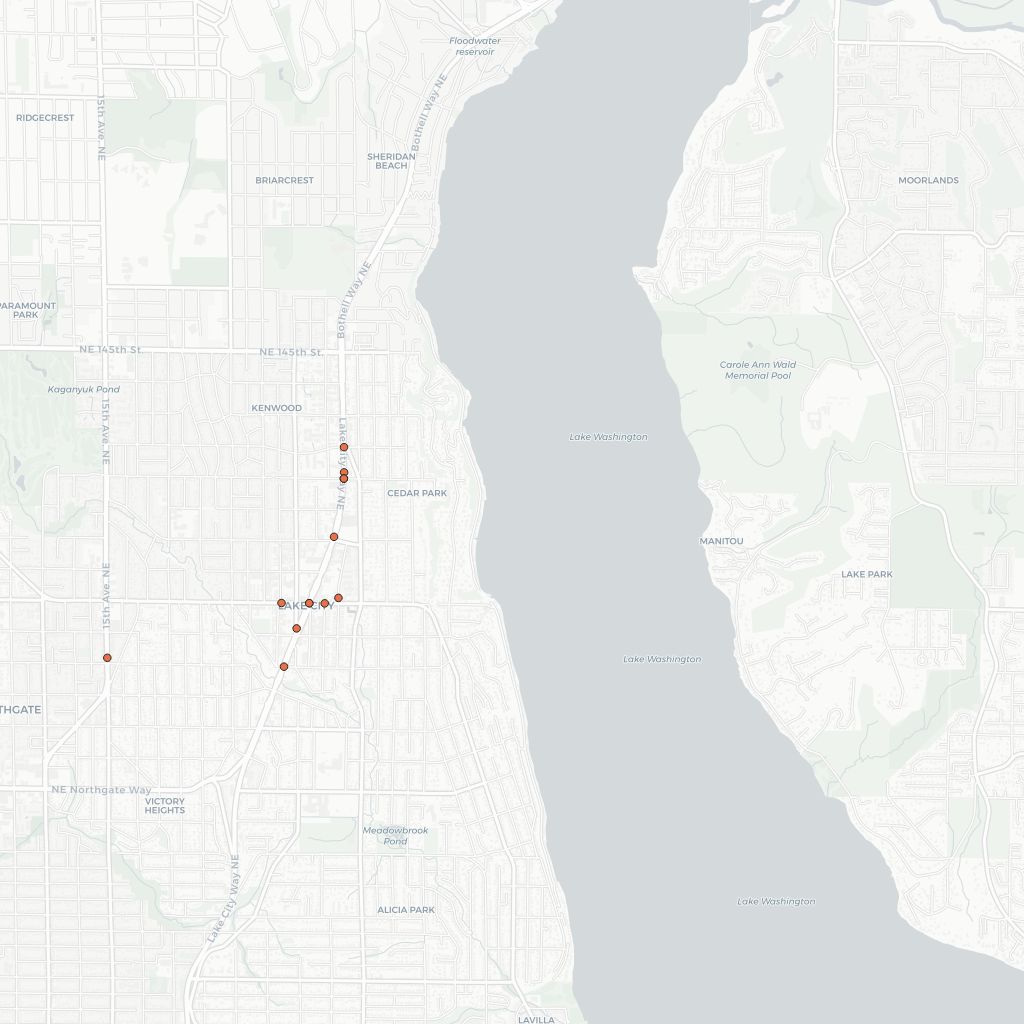 Floodwater
reservoir
15th Ave. NE
RIDGECREST
Bothell Way NE
SHERIDAN
BEACH
BRIARCREST
MOORLANDS
Bothell Way NE
PARAMOUNT
PARK
NE 145th St.
NE 145th St.
Carole Ann Wald
Memorial Pool
Kaganyuk Pond
15th Ave. NE
KENWOOD
Lake City Way NE
Lake Washington
CEDAR PARK
MANITOU
LAKE PARK
15th Ave. NE
LAKE CITY
Lake Washington
THGATE
NE Northgate Way
VICTORY
HEIGHTS
Meadowbrook
Pond
Lake City Way NE
Lake Washington
ALICIA PARK
LAVILLA